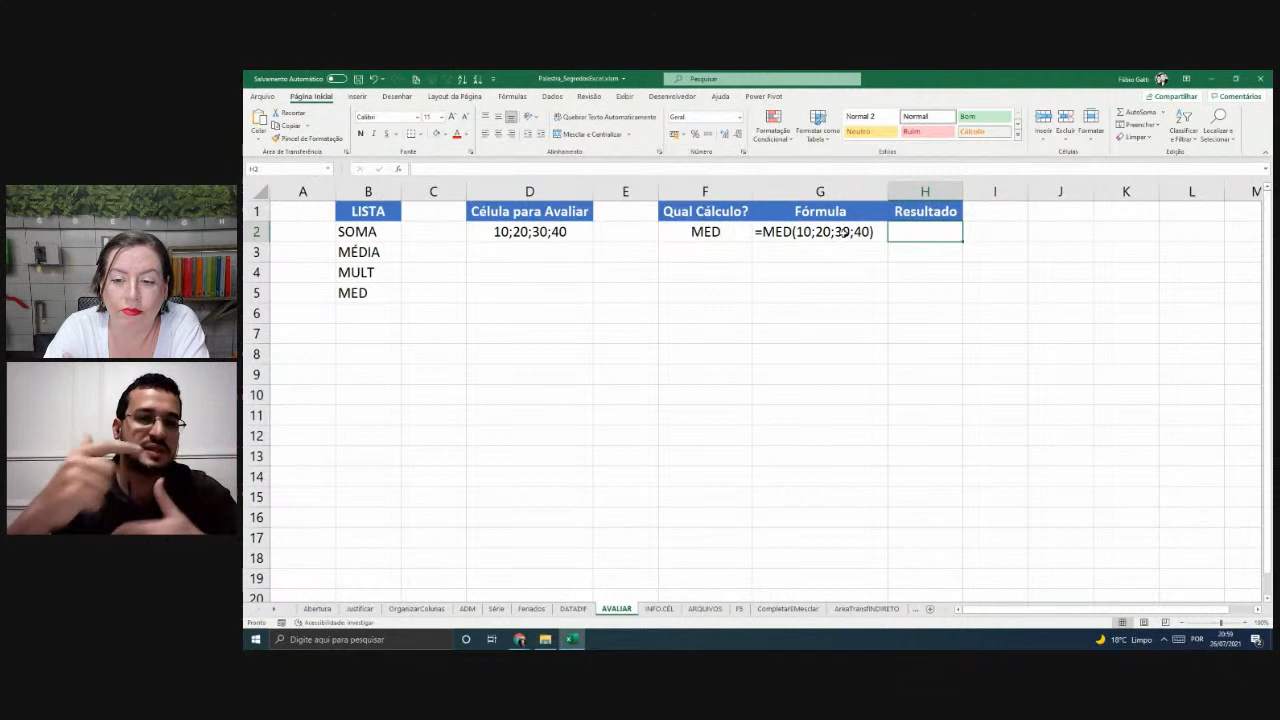 Salvamento Automático
Palestra_SegredosExcel.xlsm
Pesquisar
Fábio Gatti
Arquivo Página Inicial Inserir Desenhar Layout da Página Fórmulas Dados Revisão Exibir Desenvolvedor Ajuda Power Pivot
Compartilhar Comentários
Colar
Recortar
Copiar
Pincel de Formatação
Área de Transferência
Calibri 11
N I S
Fonte
Quebrar Texto Automaticamente
Mesclar e Centralizar
Alinhamento
Geral
Número
Formatação Condicional
Formatar como Tabela
Normal 2 Normal Bom
Neutro Ruim Cálculo
Estilos
Inserir Excluir Formatar
Células
AutoSoma
Preencher
Limpar
Classificar e Filtrar
Localizar e Selecionar
Edição
H2
A B C D E F G H I J K L M
1 LISTA Célula para Avaliar Qual Cálculo? Fórmula Resultado
2 SOMA 10;20;30;40 MED =MED(10;20;30;40)
3 MÉDIA
4 MULT
5 MED
6
7
8
9
10
11
12
13
14
15
16
17
18
19
20
Abertura Justificar OrganizarColunas ADM Série Feriados DATADIF AVALIAR INFO.CÉL ARQUIVOS F5 CompletarEMesclar AreaTransfINDIRETO ...
Pronto Acessibilidade: investigar 190%
Digite aqui para pesquisar
18°C Limpo POR 20:59
26/07/2021